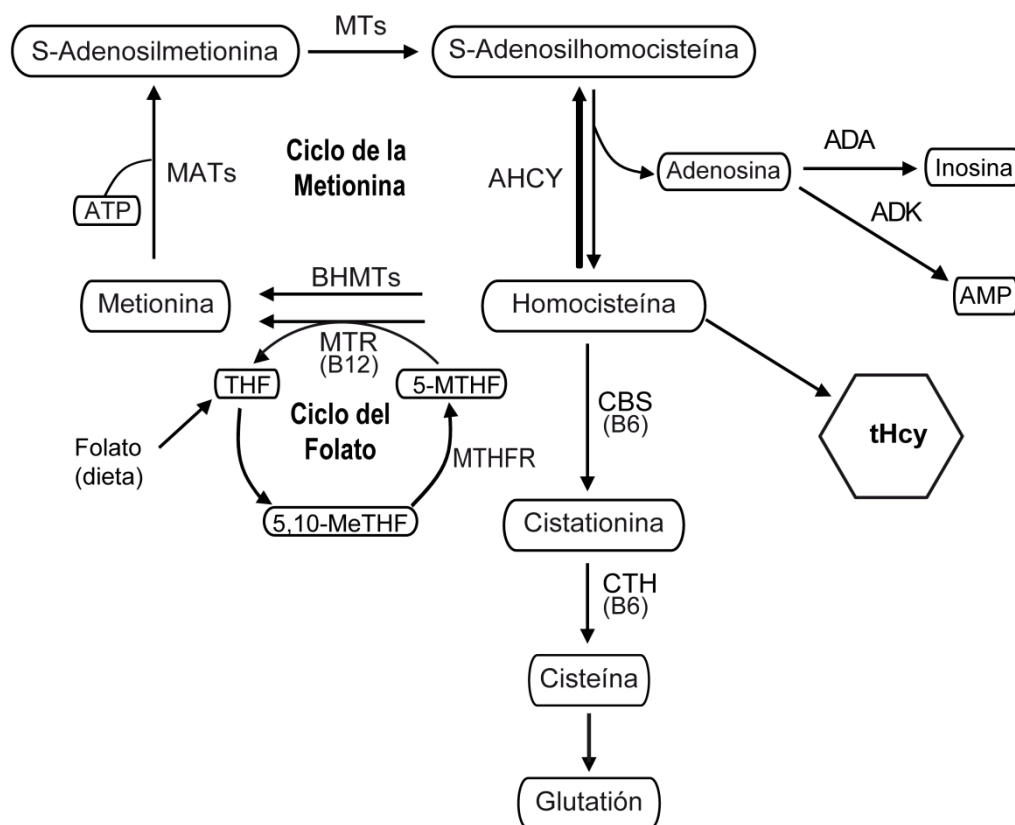 S-Adenosilmetionina
MTs
S-Adenosilhomocisteína
ATP
MATs
Ciclo de la
Metionina
AHCY
Adenosina
ADA
Inosina
ADK
AMP
Metionina
BHMTs
Homocisteína
MTR
(B12)
THF
5-MTHF
Ciclo del
Folato
Folato
(dieta)
MTHFR
5,10-MeTHF
CBS
(B6)
tHcy
Cistationina
CTH
(B6)
Cisteína
Glutatión